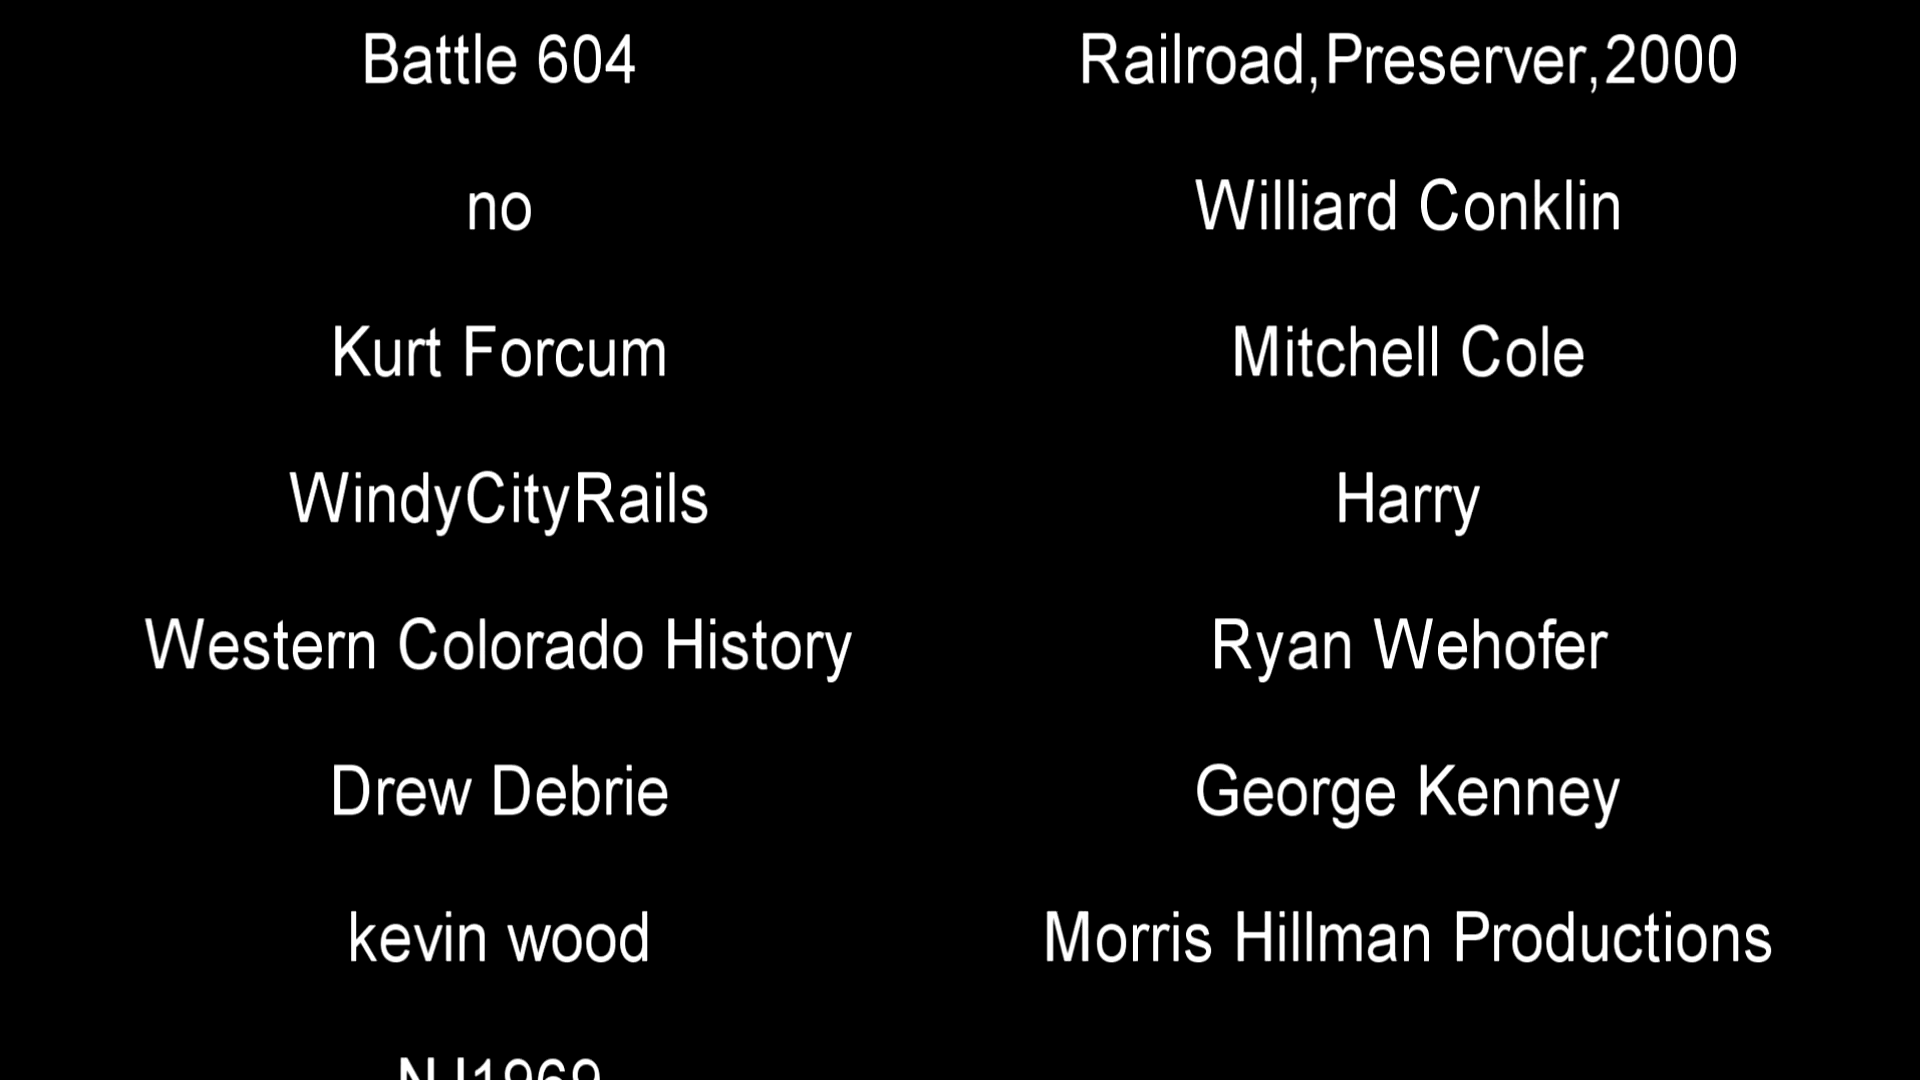 Battle 604
Railroad,Preserver,2000
no
Williard Conklin
Kurt Forcum
Mitchell Cole
WindyCityRails
Harry
Western Colorado History
Ryan Wehofer
Drew Debrie
George Kenney
kevin wood
Morris Hillman Productions
NJ1969